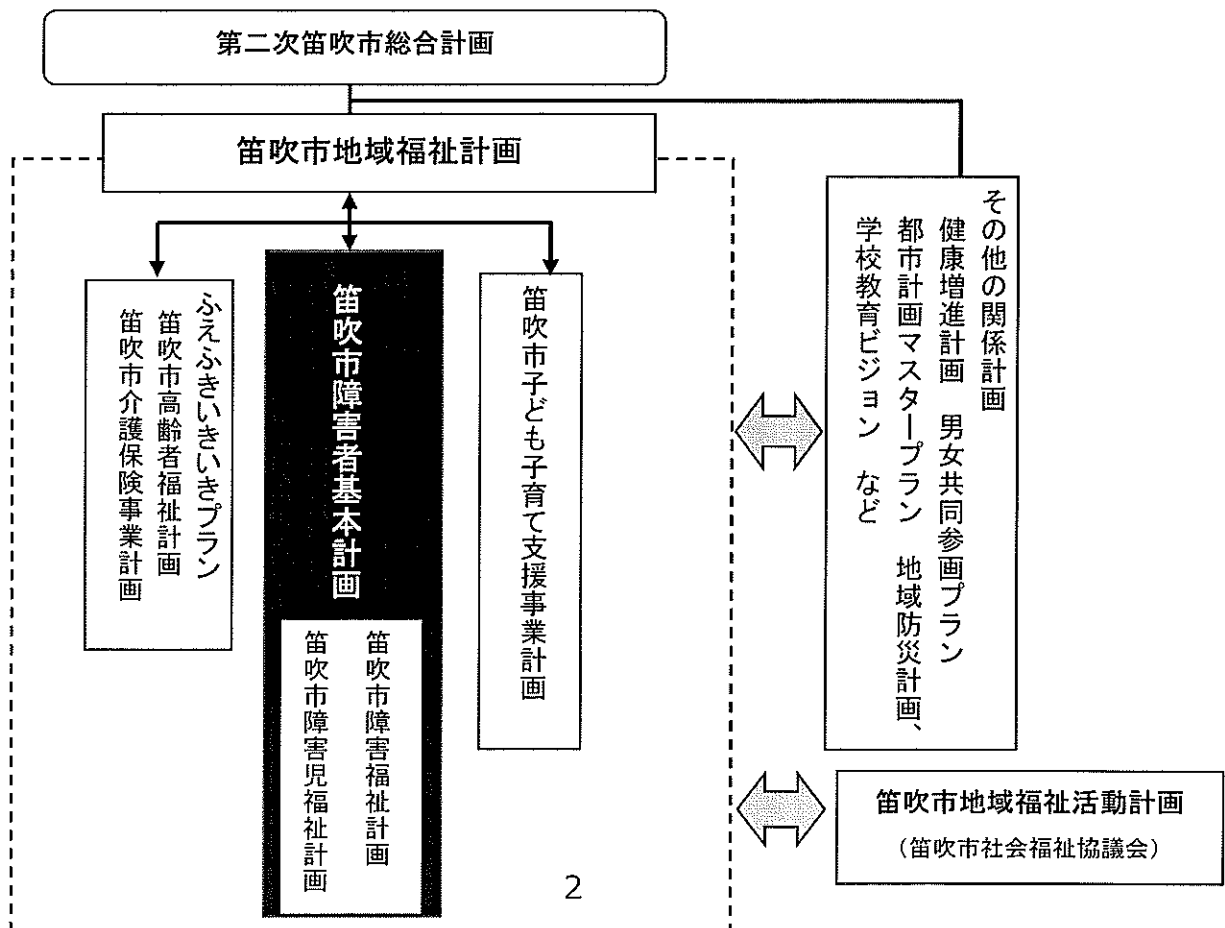 第二次笛吹市総合計画
笛吹市地域福祉計画
ふえふきいきいきプラン
笛吹市高齢者福祉計画
笛吹市介護保険事業計画
笛吹市障害者基本計画
笛吹市障害福祉計画
笛吹市障害児福祉計画
笛吹市子ども子育て支援事業計画
その他の関係計画
健康増進計画　男女共同参画プラン
都市計画マスタープラン　地域防災計画、
学校教育ビジョン　など
笛吹市地域福祉活動計画
（笛吹市社会福祉協議会）
2